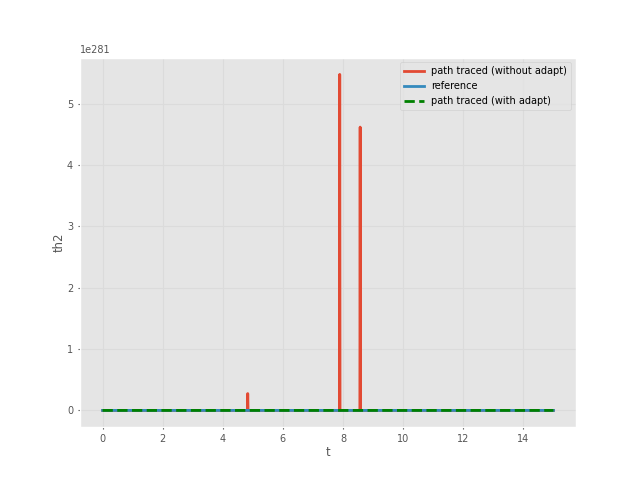 1e281
path traced (without adapt)
reference
path traced (with adapt)
5
4
3
2
1
0
th2
0 2 4 6 8 10 12 14
t